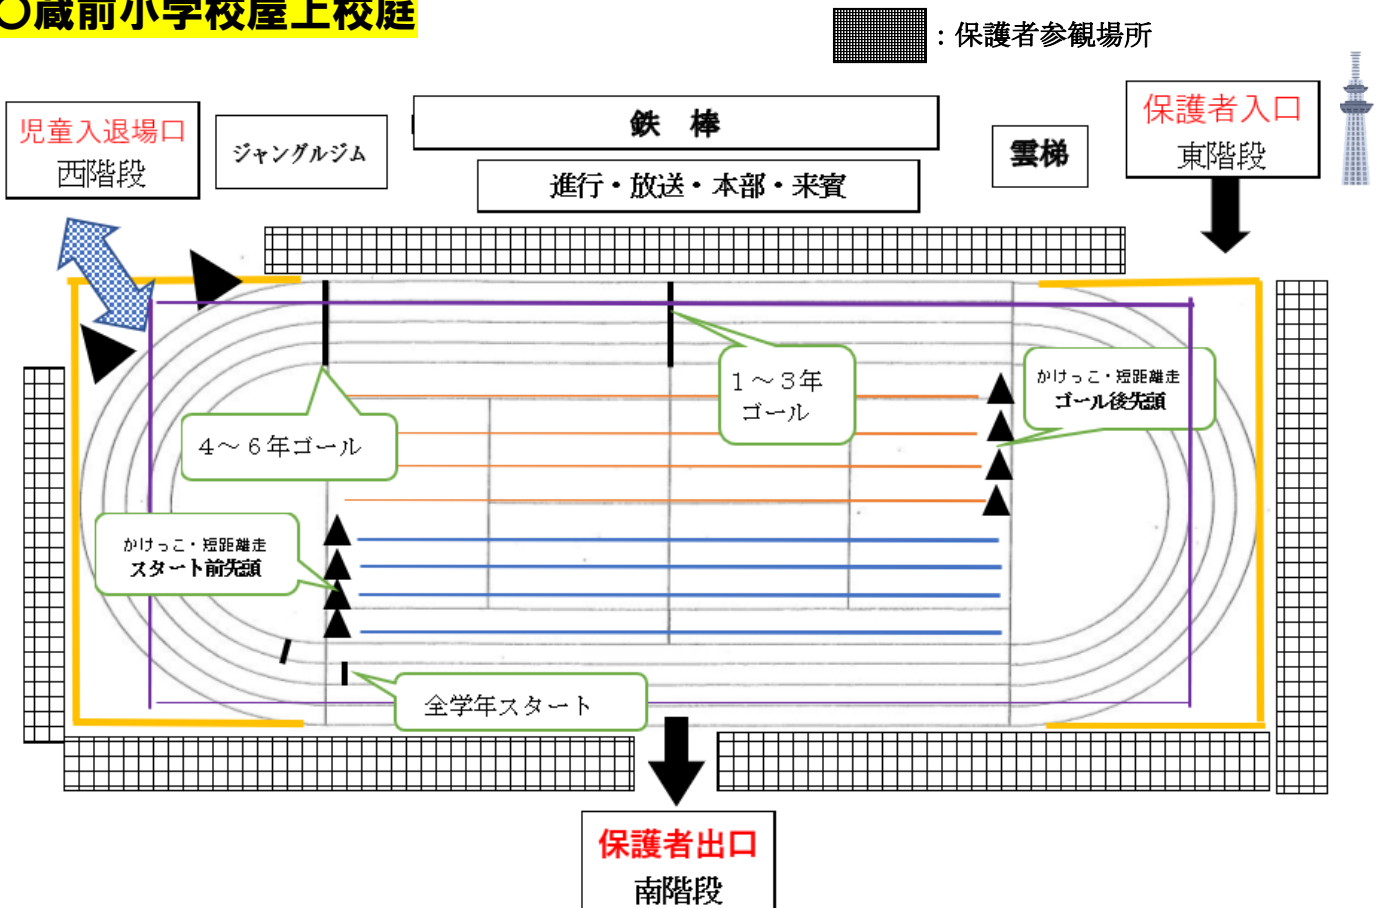 〇蔵前小学校屋上校庭
：保護者参観場所
児童入退場口
西階段
ジャングルジム
鉄　棒
進行・放送・本部・来賓
雲梯
保護者入口
東階段
１～３年
ゴール
かけっこ・短距離走
ゴール後先頭
４～６年ゴール
かけっこ・短距離走
スタート前先頭
全学年スタート
保護者出口
南階段